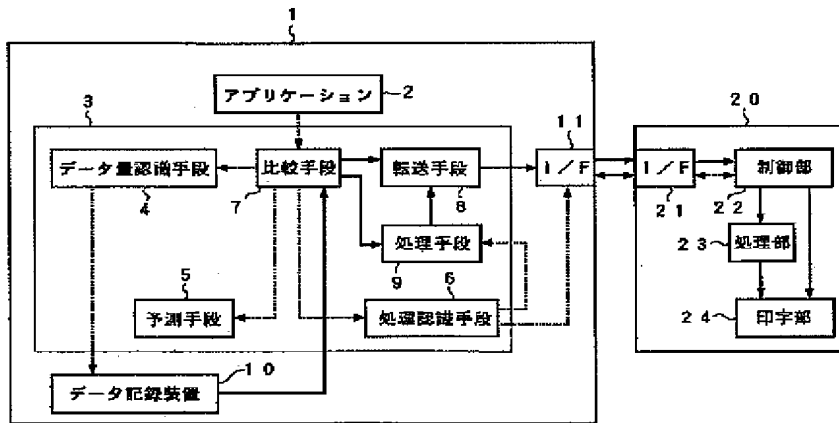 1
アプリケーション
2
3
データ量認識手段
4
比較手段
7
転送手段
8
I/F
11
処理手段
9
5
予測手段
6
処理認識手段
10
データ記録装置
20
I/F
21
制御部
22
23
処理部
24
印字部